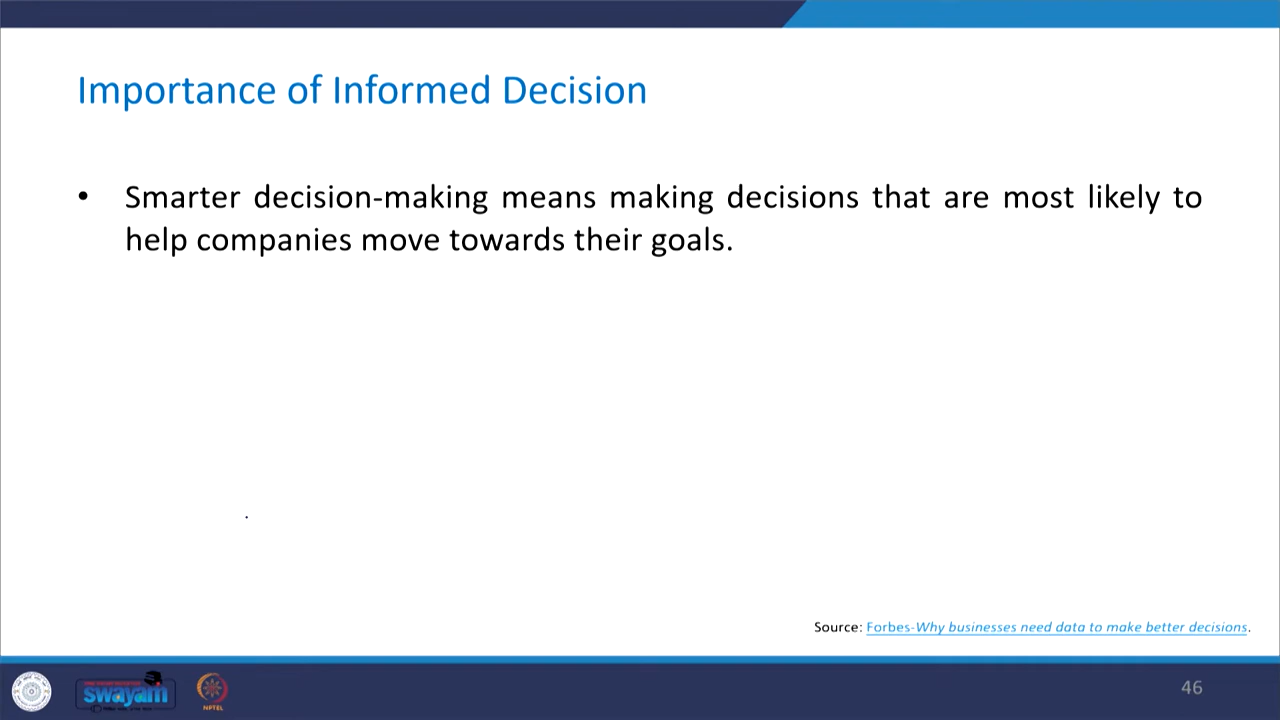 Importance of Informed Decision
• Smarter decision-making means making decisions that are most likely to
help companies move towards their goals.
.
Source: Forbes-Why businesses need data to make better decisions.
swayam
NPTEL
46